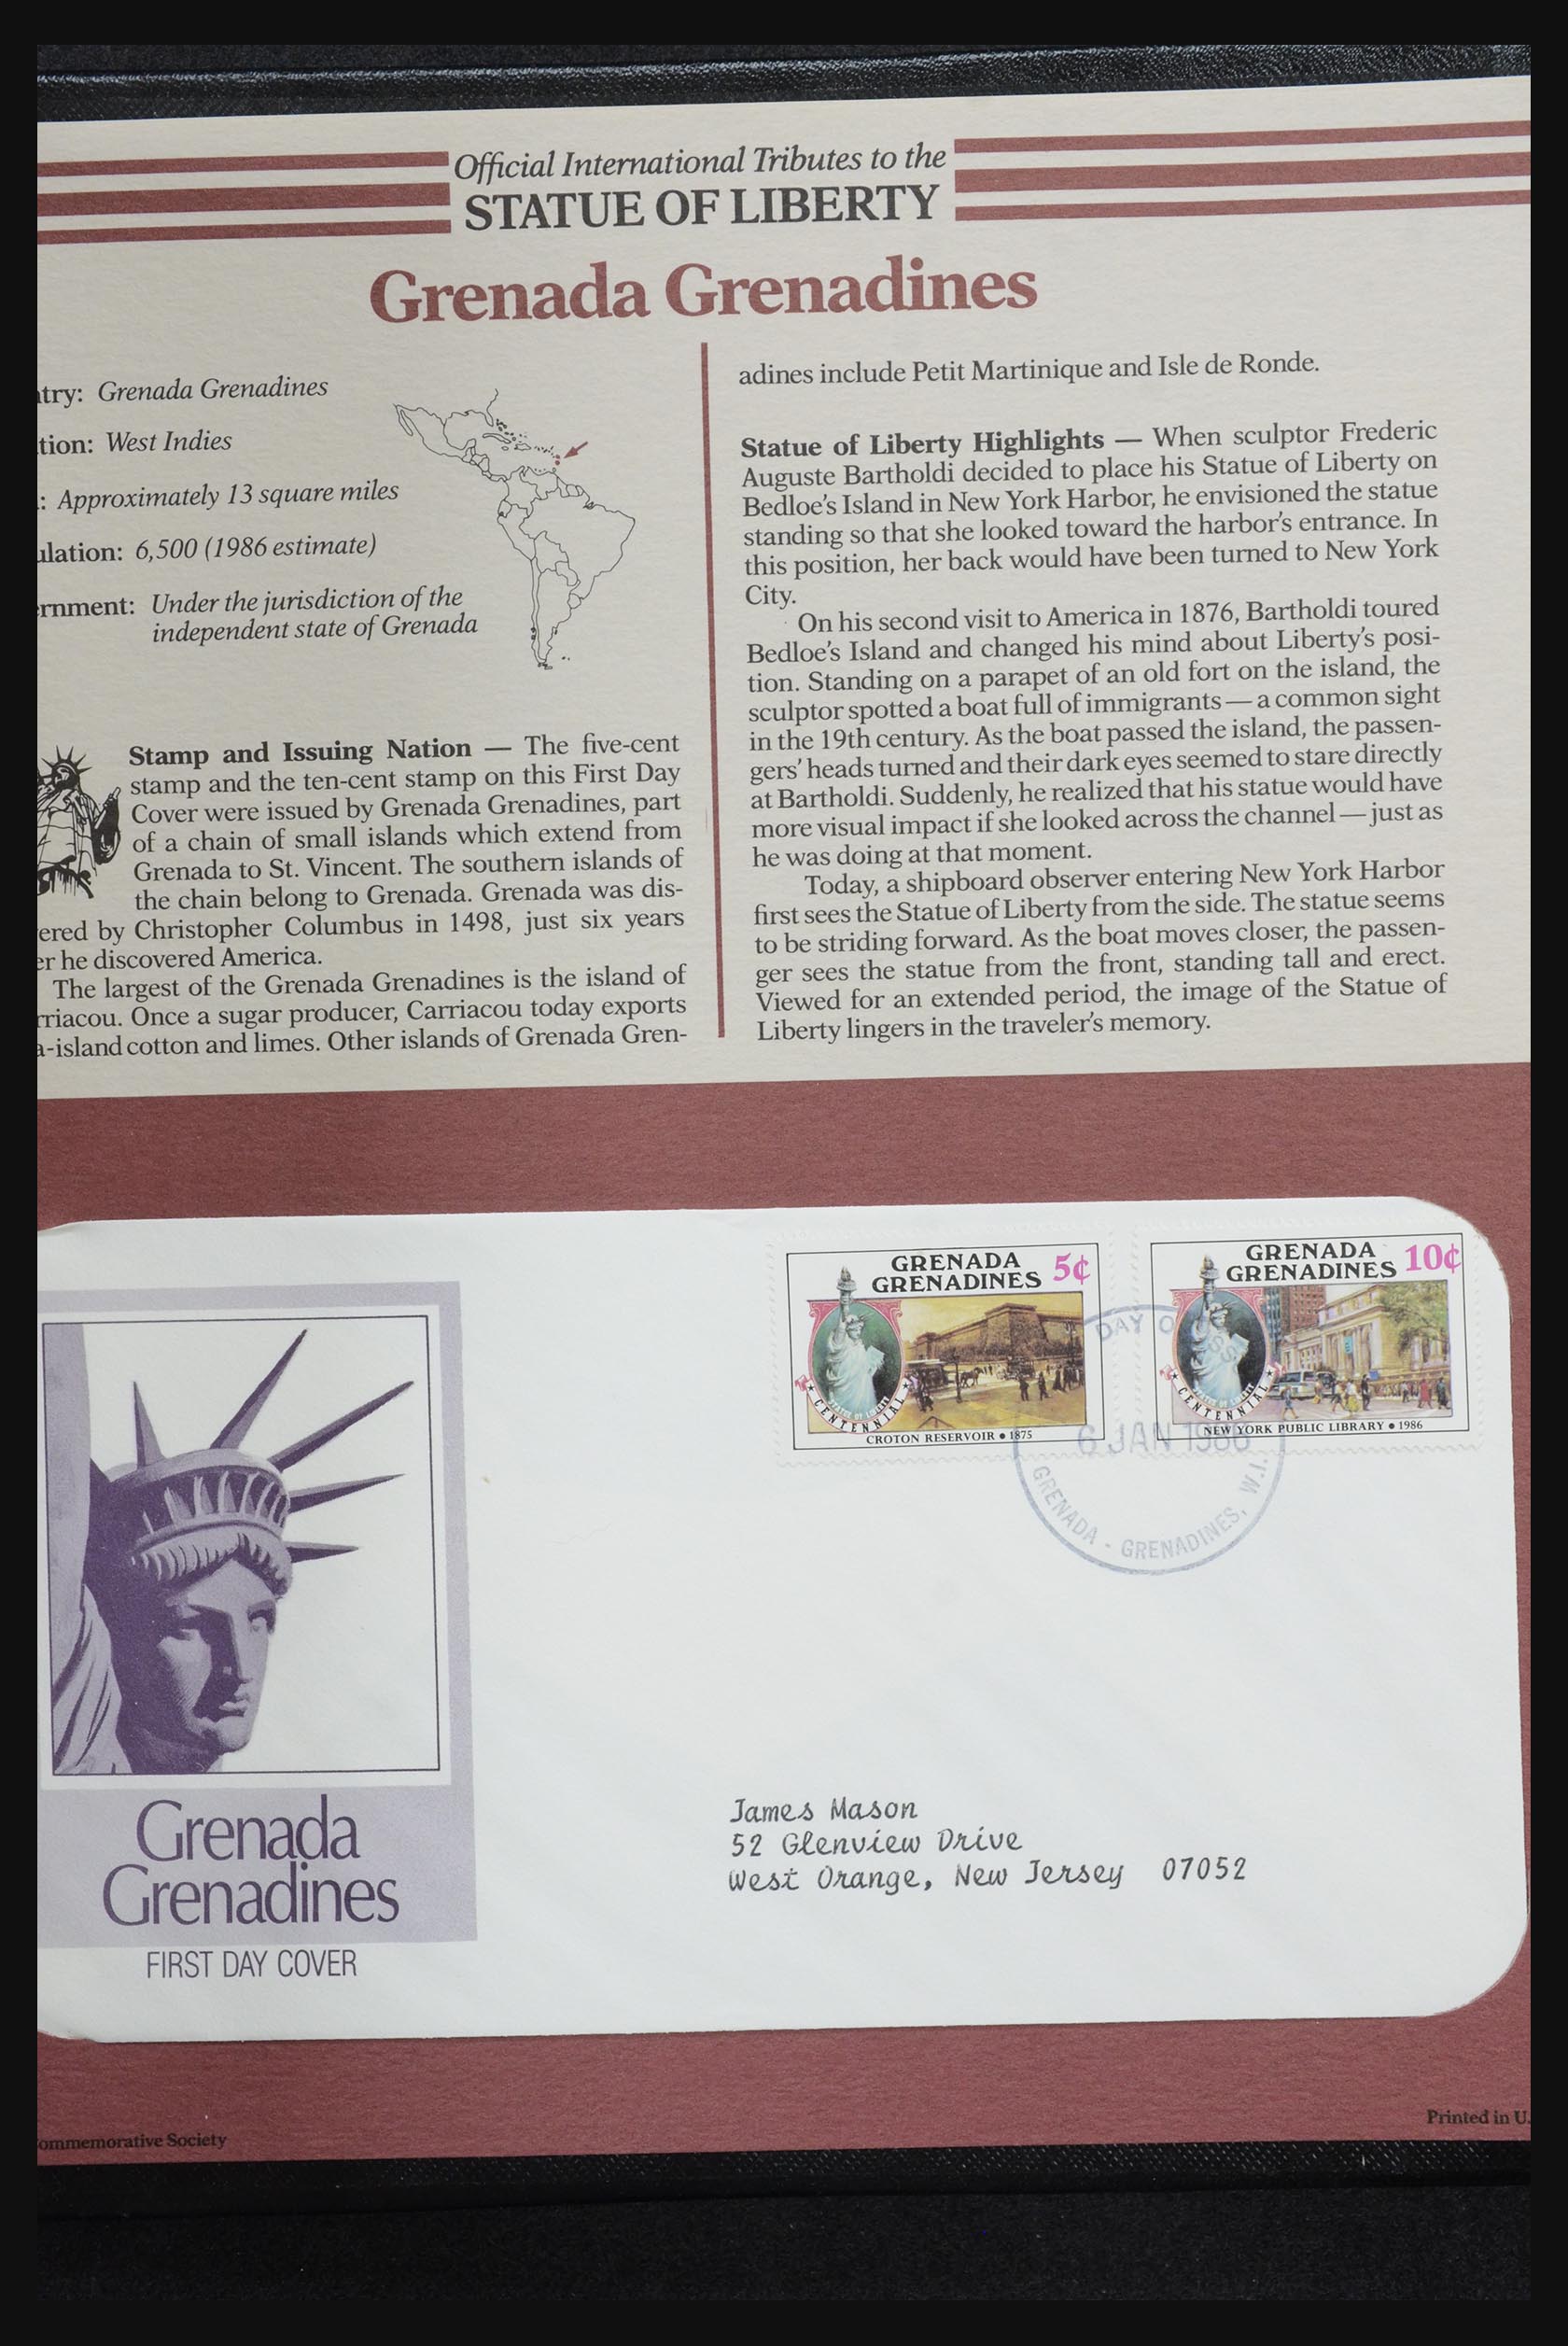 Official International Tributes to the
STATUE OF LIBERTY
Grenada Grenadines
ntry: Grenada Grenadines
tion: West Indies
: Approximately 13 square miles
ulation: 6,500 (1986 estimate)
ernment: Under the jurisdiction of the
independent state of Grenada
Stamp and Issuing Nation — The five-cent
stamp and the ten-cent stamp on this First Day
Cover were issued by Grenada Grenadines, part
of a chain of small islands which extend from
Grenada to St. Vincent. The southern islands of
the chain belong to Grenada. Grenada was dis-
ered by Christopher Columbus in 1498, just six years
er he discovered America.
The largest of the Grenada Grenadines is the island of
rriacou. Once a sugar producer, Carriacou today exports
a-island cotton and limes. Other islands of Grenada Gren-
adines include Petit Martinique and Isle de Ronde.
Statue of Liberty Highlights — When sculptor Frederic
Auguste Bartholdi decided to place his Statue of Liberty on
Bedloe's Island in New York Harbor, he envisioned the statue
standing so that she looked toward the harbor's entrance. In
this position, her back would have been turned to New York
City.
On his second visit to America in 1876, Bartholdi toured
Bedloe's Island and changed his mind about Liberty's posi-
tion. Standing on a parapet of an old fort on the island, the
sculptor spotted a boat full of immigrants — a common sight
in the 19th century. As the boat passed the island, the passen-
gers' heads turned and their dark eyes seemed to stare directly
at Bartholdi. Suddenly, he realized that his statue would have
more visual impact if she looked across the channel — just as
he was doing at that moment.
Today, a shipboard observer entering New York Harbor
first sees the Statue of Liberty from the side. The statue seems
to be striding forward. As the boat moves closer, the passen-
ger sees the statue from the front, standing tall and erect.
Viewed for an extended period, the image of the Statue of
Liberty lingers in the traveler's memory.
GRENADA
GRENADINES 5¢
CENTENNIAL
CROTON RESERVOIR • 1875
GRENADA
GRENADINES 10¢
CENTENNIAL
NEW YORK PUBLIC LIBRARY • 1986
DAY O
6 JAN 1986
GRENADA - GRENADINES, W.I.
Grenada
Grenadines
FIRST DAY COVER
James Mason
52 Glenview Drive
West Orange, New Jersey 07052
ommemorative Society
Printed in U.